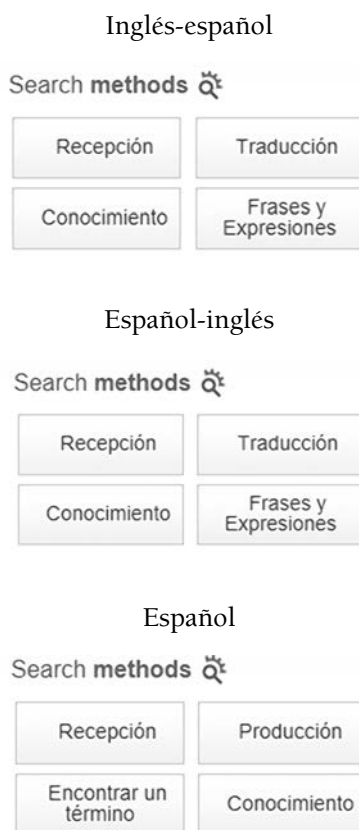 Inglés-español
Search methods
Recepción Traducción
Conocimiento Frases y
Expresiones
Español-inglés
Search methods
Recepción Traducción
Conocimiento Frases y
Expresiones
Español
Search methods
Recepción Producción
Encontrar un
término
Conocimiento